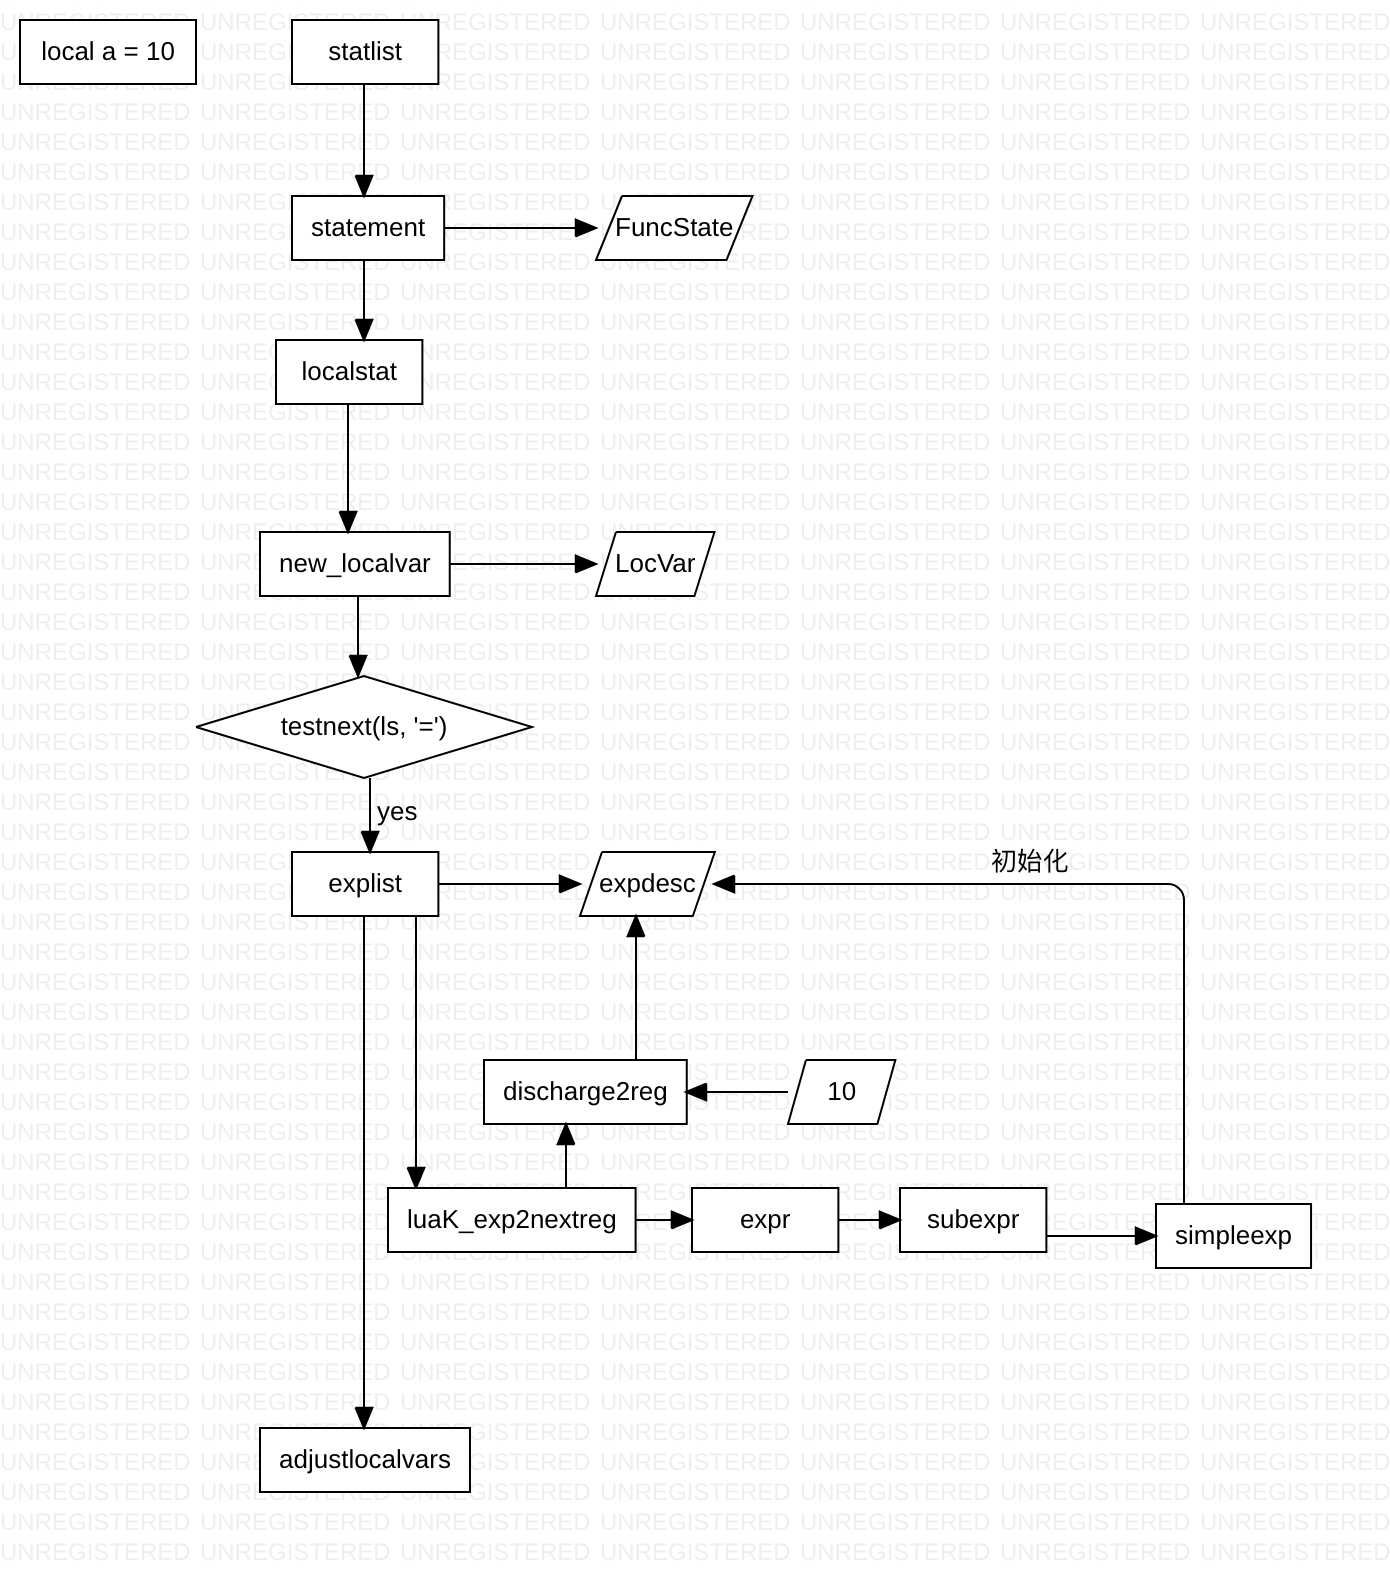 local a = 10
statlist
statement
FuncState
localstat
new_localvar
LocVar
testnext(ls, '=')
yes
explist
expdesc
初始化
discharge2reg
10
luaK_exp2nextreg
expr
subexpr
simpleexp
adjustlocalvars
UNREGISTERED